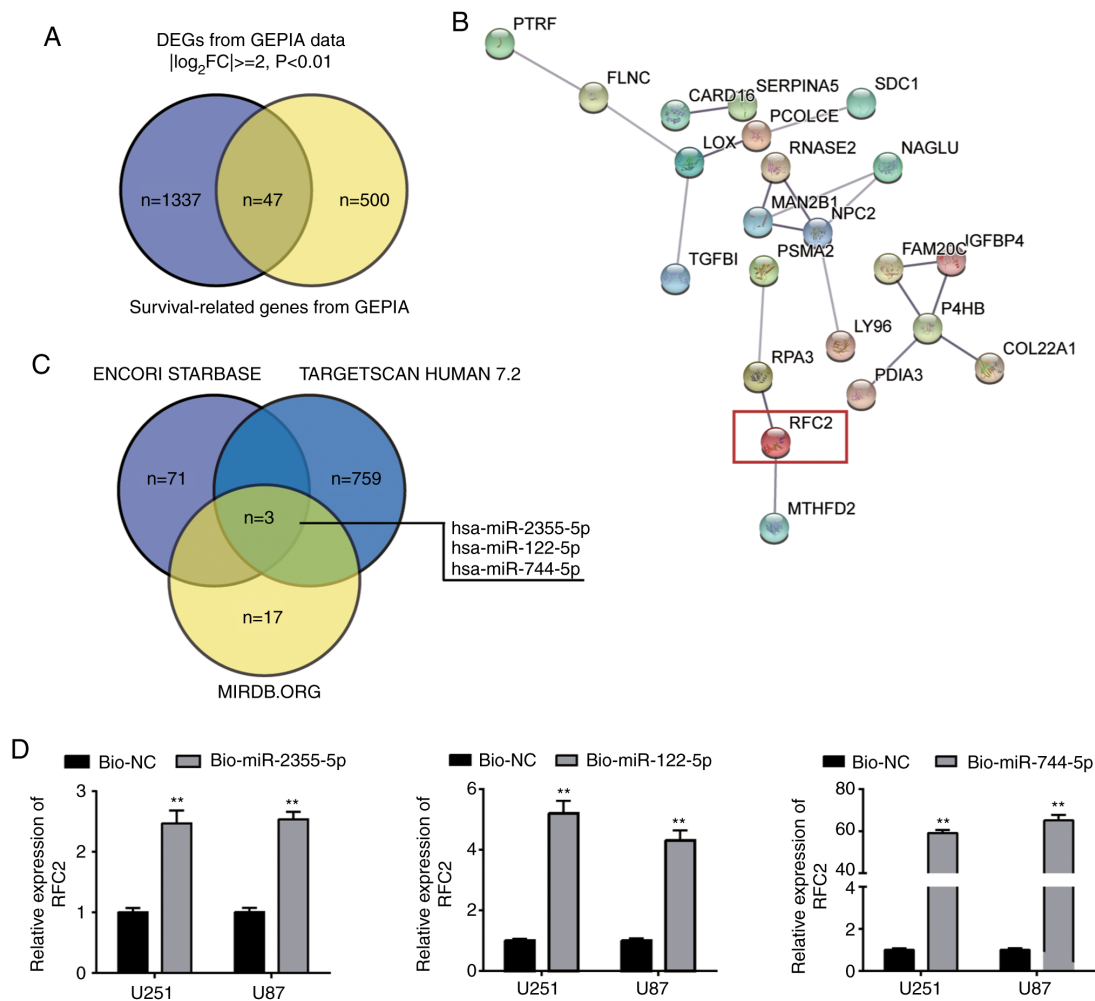 A
DEGs from GEPIA data
|log2FC|>=2, P<0.01
n=1337
n=47
n=500
Survival-related genes from GEPIA
B
PTRF
FLNC
CARD16
SERPINA5
SDC1
PCOLCE
LOX
RNASE2
NAGLU
MAN2B1
NPC2
TGFBI
PSMA2
FAM20C
IGFBP4
P4HB
LY96
COL22A1
RPA3
PDIA3
RFC2
MTHFD2
C
ENCORI STARBASE
TARGETSCAN HUMAN 7.2
n=71
n=759
n=3
hsa-miR-2355-5p
hsa-miR-122-5p
hsa-miR-744-5p
n=17
MIRDB.ORG
D
Bio-NC
Bio-miR-2355-5p
Relative expression of
RFC2
3
2
1
0
**
**
U251
U87
Bio-NC
Bio-miR-122-5p
Relative expression of
RFC2
6
4
2
0
**
**
U251
U87
Bio-NC
Bio-miR-744-5p
Relative expression of
RFC2
80
60
40
4
2
0
**
**
U251
U87